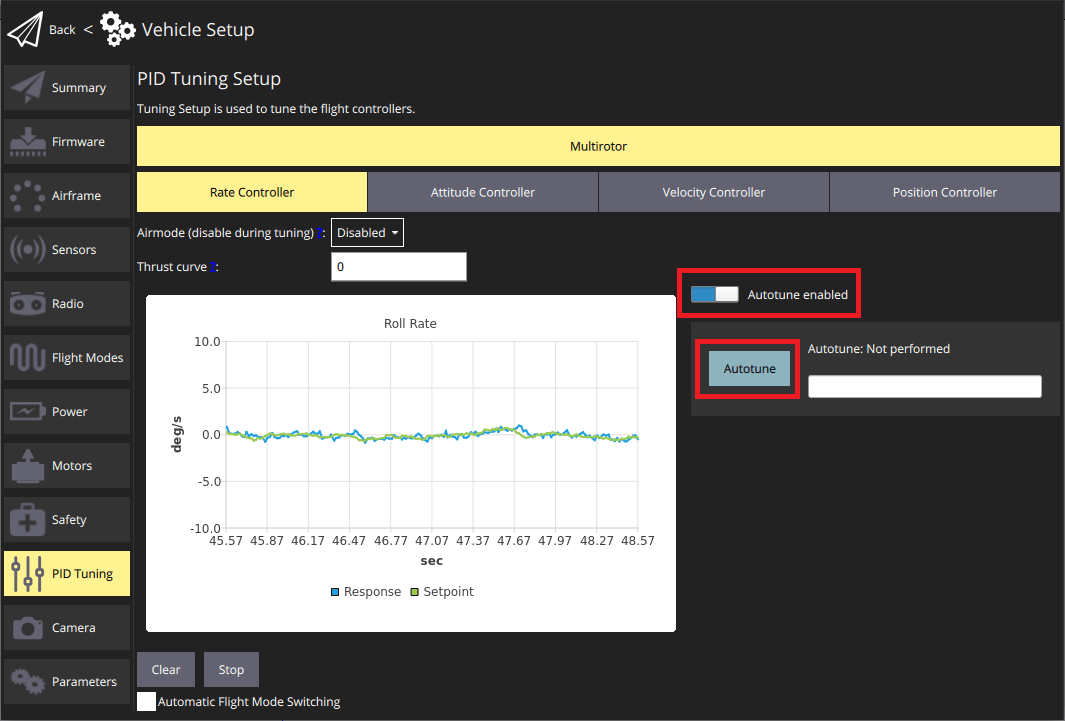 Back < Vehicle Setup
Summary
Firmware
Airframe
Sensors
Radio
Flight Modes
Power
Motors
Safety
PID Tuning
Camera
Parameters
PID Tuning Setup
Tuning Setup is used to tune the flight controllers.
Multirotor
Rate Controller Attitude Controller Velocity Controller Position Controller
Airmode (disable during tuning) ?: Disabled
Thrust curve ?: 0
Autotune enabled
Autotune
Autotune: Not performed
Roll Rate
10.0
5.0
0.0
-5.0
-10.0
deg/s
45.57 45.87 46.17 46.47 46.77 47.07 47.37 47.67 47.97 48.27 48.57
sec
Response Setpoint
Clear Stop
Automatic Flight Mode Switching